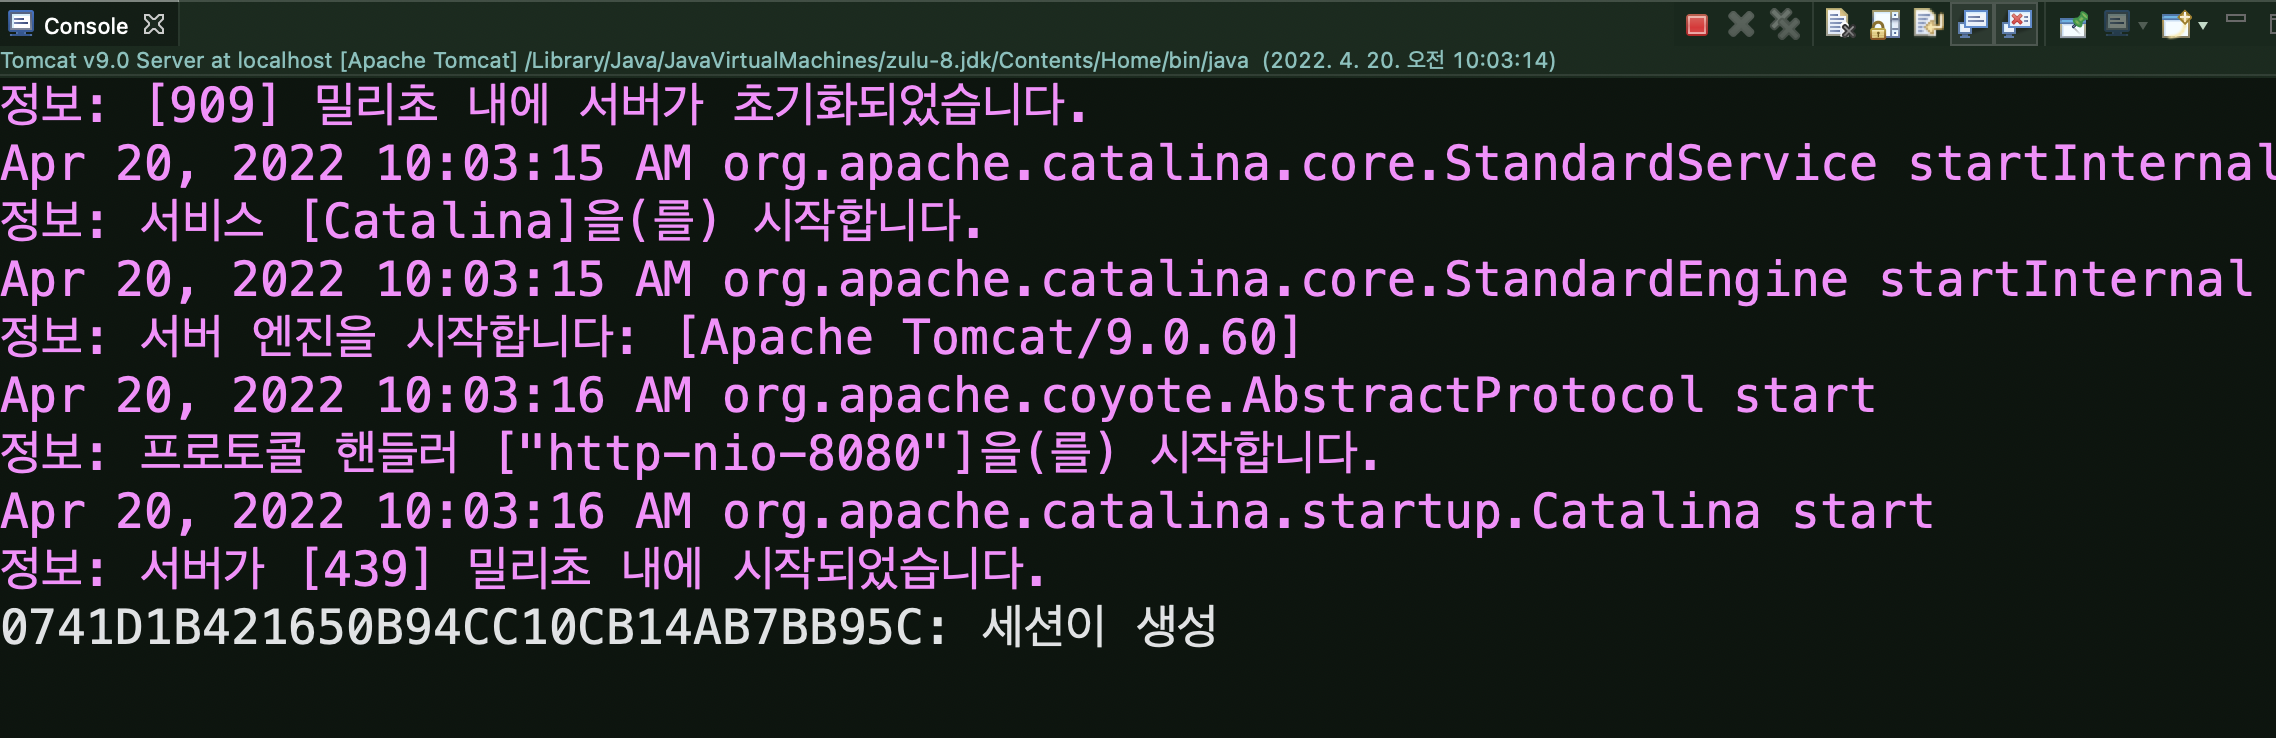 Console
Tomcat v9.0 Server at localhost [Apache Tomcat] /Library/Java/JavaVirtualMachines/zulu-8.jdk/Contents/Home/bin/java  (2022. 4. 20. 오전 10:03:14)
정보: [909] 밀리초 내에 서버가 초기화되었습니다.
Apr 20, 2022 10:03:15 AM org.apache.catalina.core.StandardService startInternal
정보: 서비스 [Catalina]을(를) 시작합니다.
Apr 20, 2022 10:03:15 AM org.apache.catalina.core.StandardEngine startInternal
정보: 서버 엔진을 시작합니다: [Apache Tomcat/9.0.60]
Apr 20, 2022 10:03:16 AM org.apache.coyote.AbstractProtocol start
정보: 프로토콜 핸들러 ["http-nio-8080"]을(를) 시작합니다.
Apr 20, 2022 10:03:16 AM org.apache.catalina.startup.Catalina start
정보: 서버가 [439] 밀리초 내에 시작되었습니다.
0741D1B421650B94CC10CB14AB7BB95C: 세션이 생성